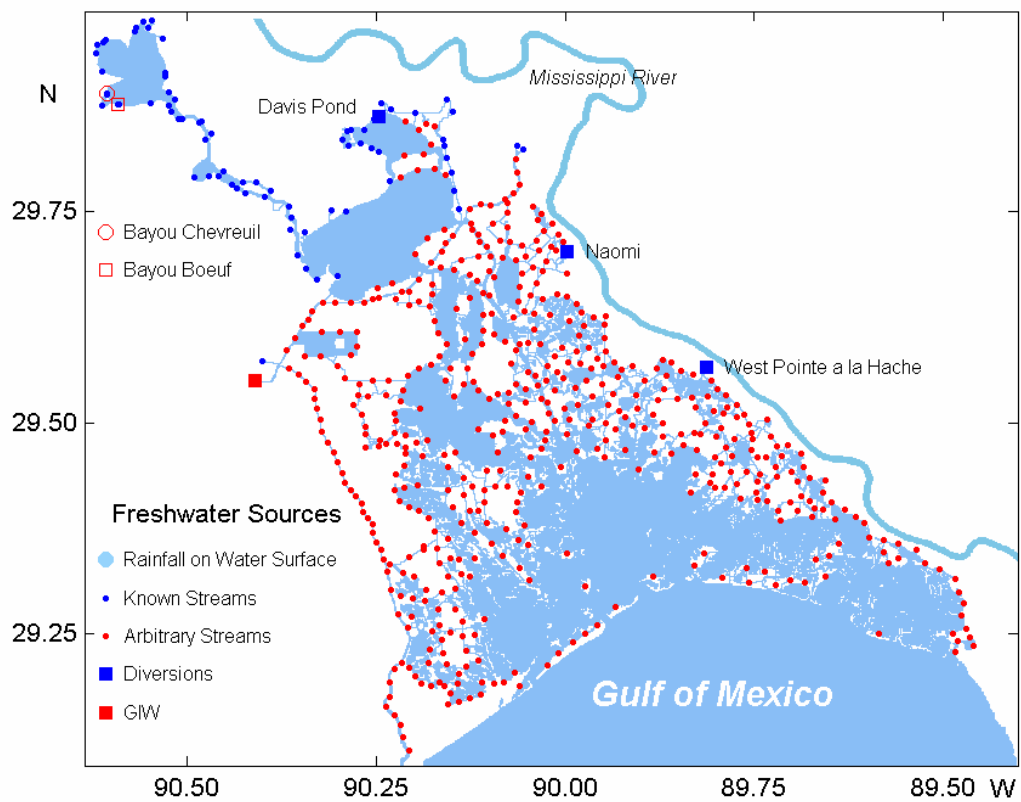 Mississippi River
N
Davis Pond
29.75
Bayou Chevreuil
Naomi
Bayou Boeuf
West Pointe a la Hache
29.50
Freshwater Sources
Rainfall on Water Surface
Known Streams
29.25
Arbitrary Streams
Diversions
Gulf of Mexico
GIW
90.50
90.25
90.00
89.75
89.50
W